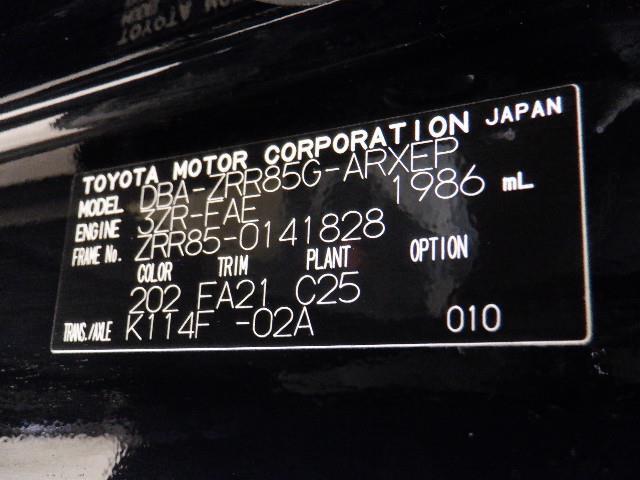 TOYOTA MOTOR CORPORATION JAPAN
MODEL DBA-ZRR85G-ARXEP
ENGINE 3ZR-FAE 1986 mL
FRAME No. ZRR85-0141828
COLOR TRIM PLANT OPTION
202 FA21 C25
TRANS./AXLE K114F -02A 010